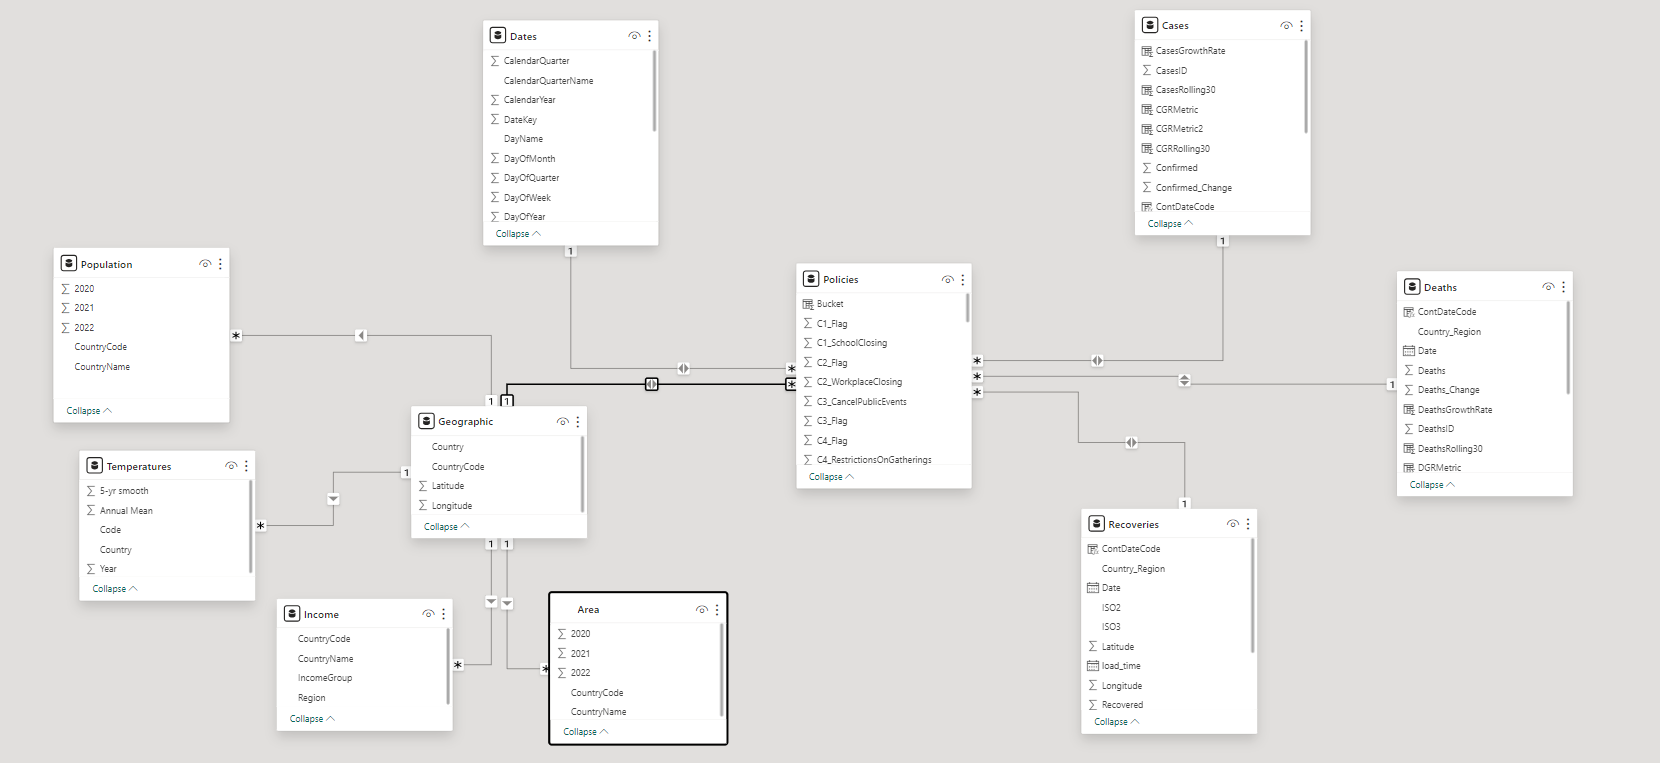 Dates
CalendarQuarter
CalendarQuarterName
CalendarYear
DateKey
DayName
DayOfMonth
DayOfQuarter
DayOfWeek
DayOfYear
Collapse
1
Cases
CasesGrowthRate
CasesID
CasesRolling30
CGRMetric
CGRMetric2
CGRRolling30
Confirmed
Confirmed_Change
ContDateCode
Collapse
1
Population
2020
2021
2022
CountryCode
CountryName
Collapse
*
Policies
Bucket
C1_Flag
C1_SchoolClosing
C2_Flag
C2_WorkplaceClosing
C3_CancelPublicEvents
C3_Flag
C4_Flag
C4_RestrictionsOnGatherings
Collapse
*
*
*
*
*
Deaths
ContDateCode
Country_Region
Date
Deaths
Deaths_Change
DeathsGrowthRate
DeathsID
DeathsRolling30
DGRMetric
Collapse
1
1
1
Geographic
Country
CountryCode
Latitude
Longitude
Collapse
1
1
1
Temperatures
5-yr smooth
Annual Mean
Code
Country
Year
Collapse
*
Recoveries
ContDateCode
Country_Region
Date
ISO2
ISO3
Latitude
load_time
Longitude
Recovered
Collapse
1
Income
CountryCode
CountryName
IncomeGroup
Region
Collapse
*
Area
2020
2021
2022
CountryCode
CountryName
Collapse
*